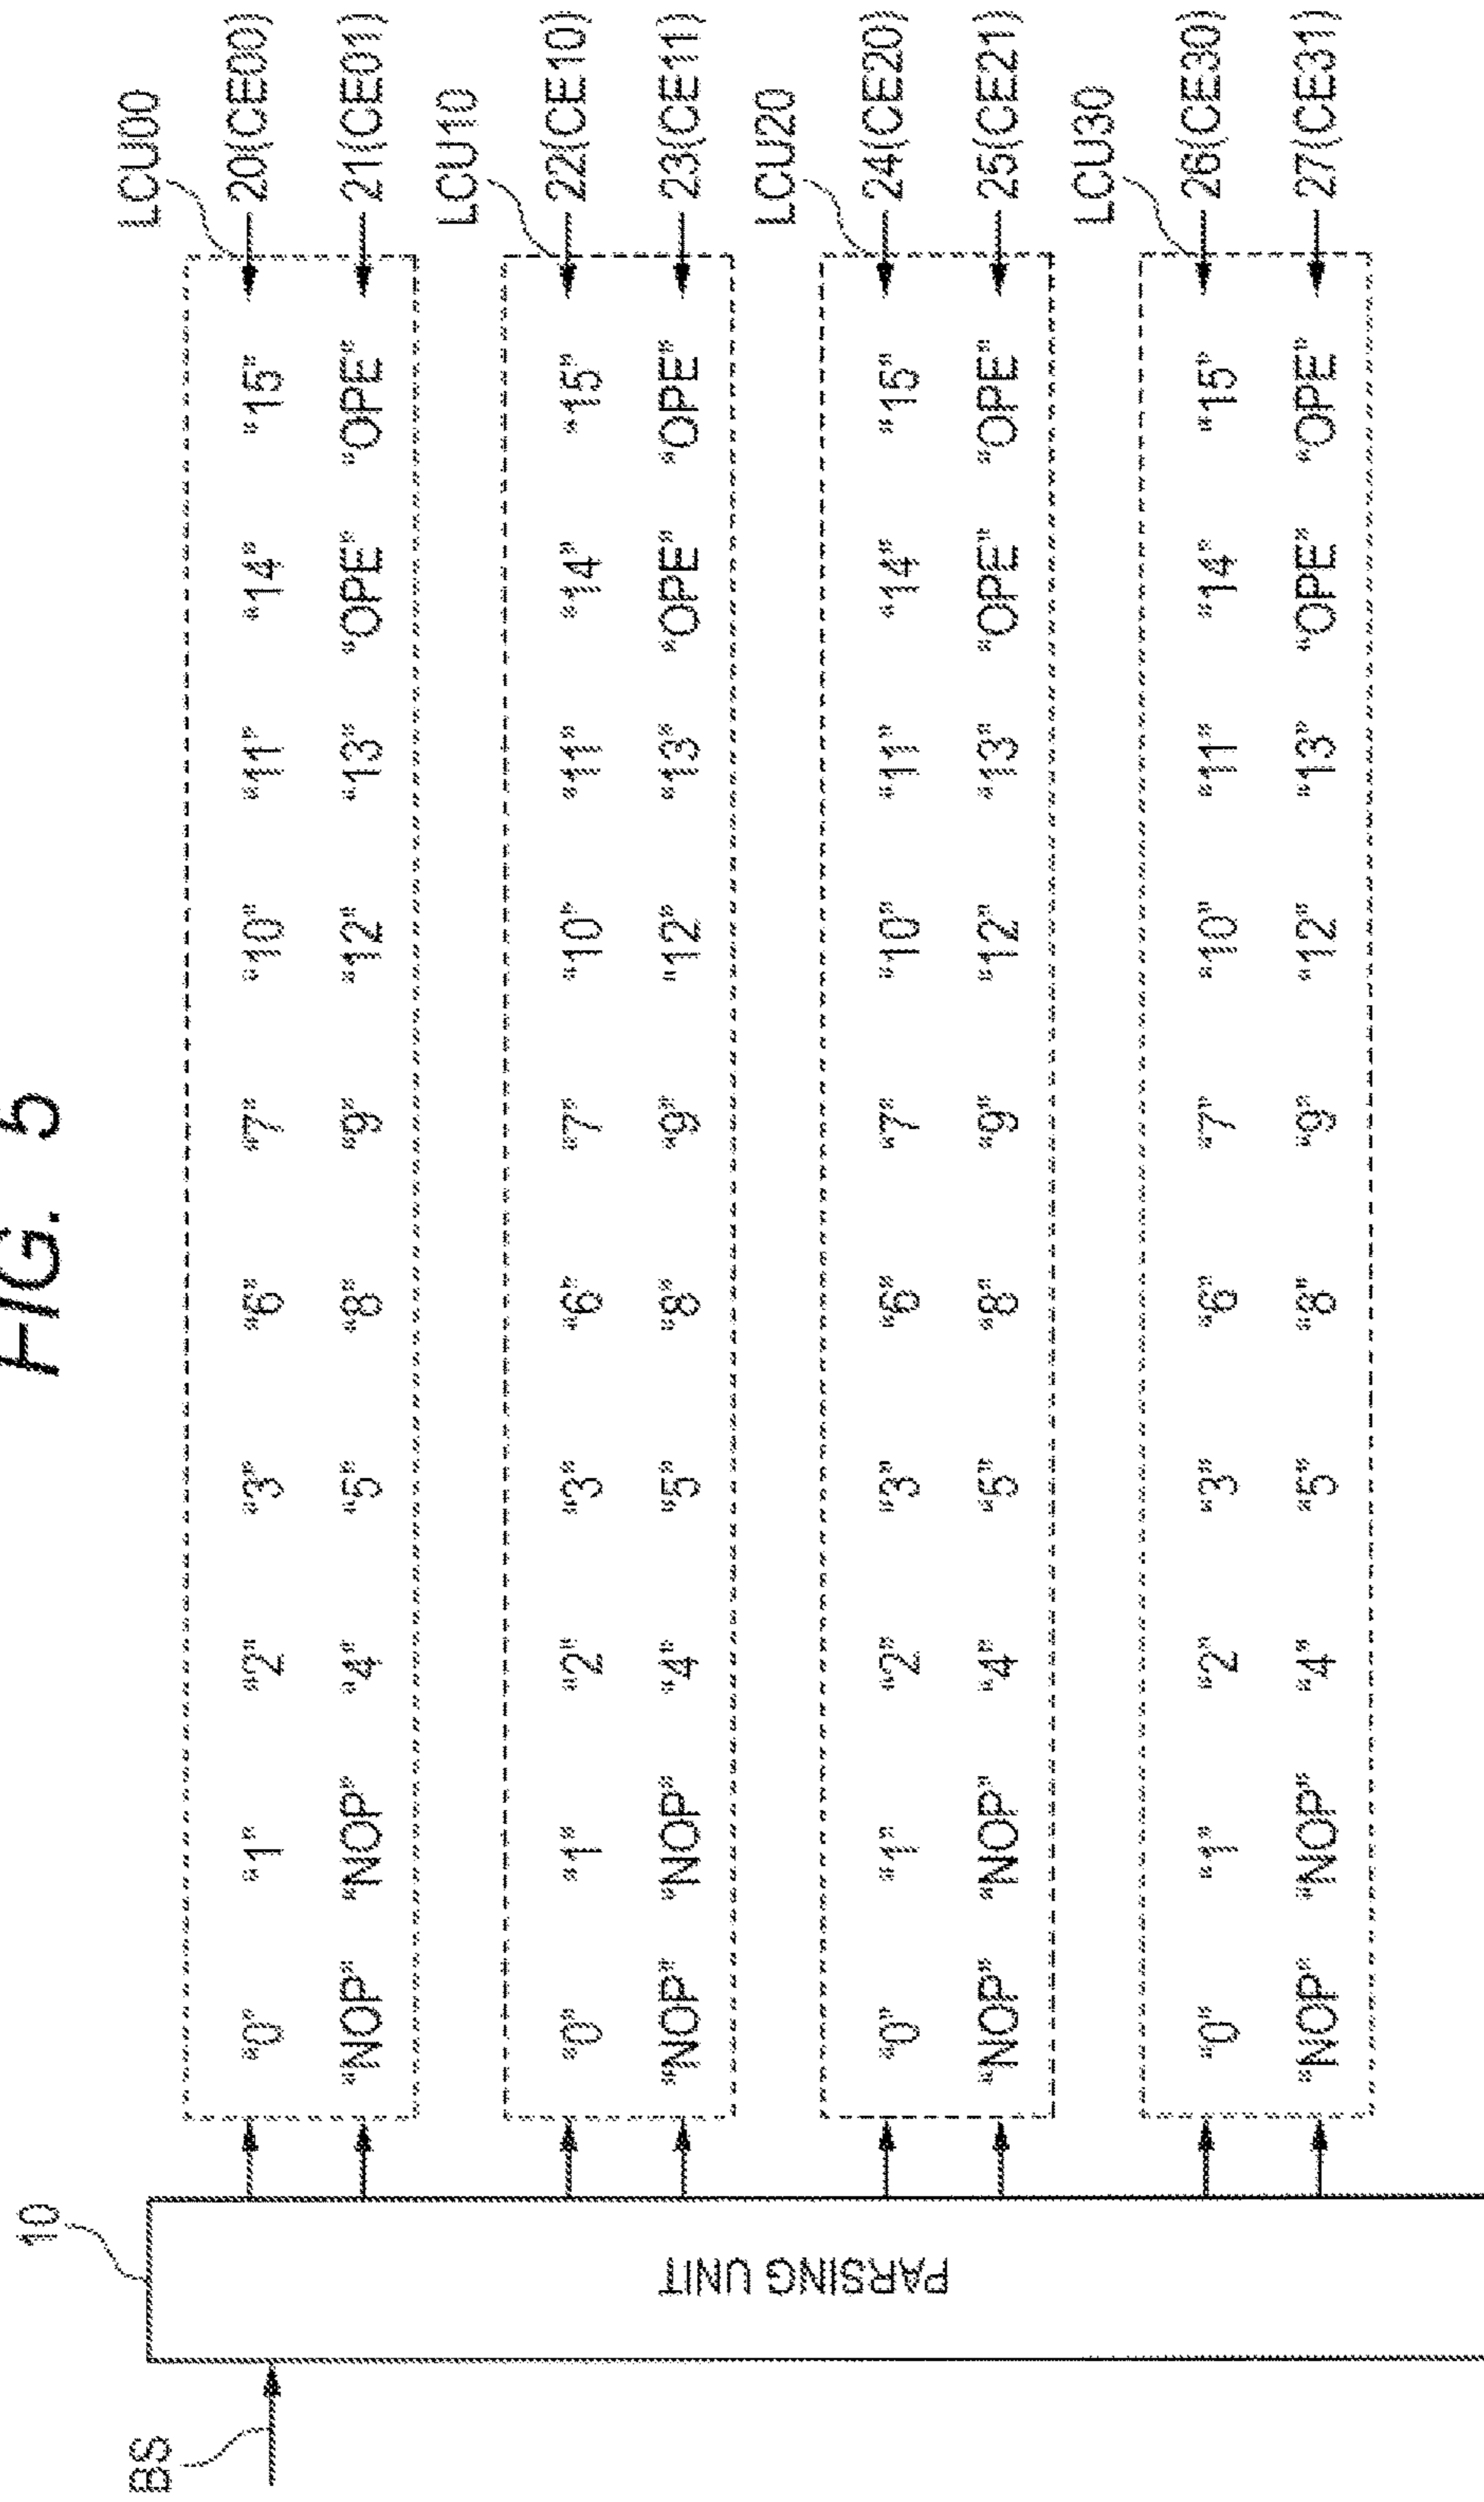 FIG. 5
BS
10
PARSING UNIT
LCU00
"0" "1" "2" "3" "6" "7" "10" "11" "14" "15" 20(CE00)
"NOP" "NOP" "4" "5" "8" "9" "12" "13" "OPE" "OPE" 21(CE01)
LCU10
"0" "1" "2" "3" "6" "7" "10" "11" "14" "15" 22(CE10)
"NOP" "NOP" "4" "5" "8" "9" "12" "13" "OPE" "OPE" 23(CE11)
LCU20
"0" "1" "2" "3" "6" "7" "10" "11" "14" "15" 24(CE20)
"NOP" "NOP" "4" "5" "8" "9" "12" "13" "OPE" "OPE" 25(CE21)
LCU30
"0" "1" "2" "3" "6" "7" "10" "11" "14" "15" 26(CE30)
"NOP" "NOP" "4" "5" "8" "9" "12" "13" "OPE" "OPE" 27(CE31)